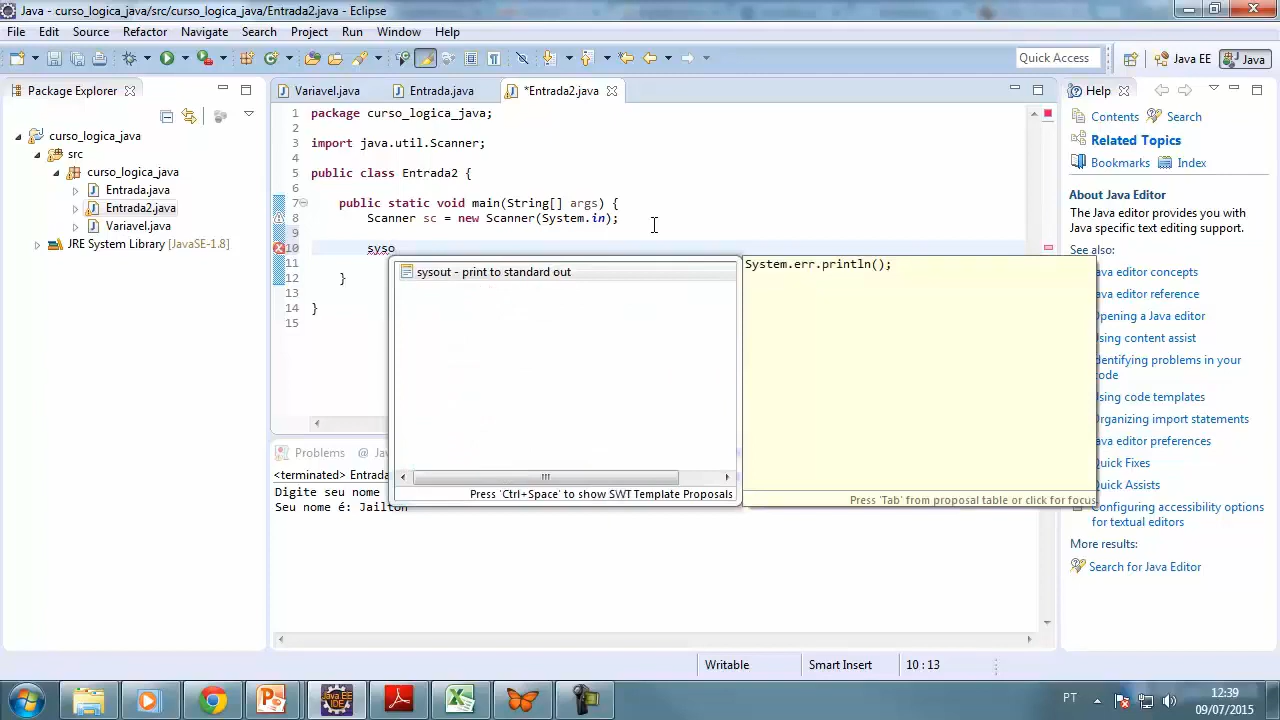 Java - curso_logica_java/src/curso_logica_java/Entrada2.java - Eclipse
File Edit Source Refactor Navigate Search Project Run Window Help
Quick Access
Java EE
Java
Package Explorer
curso_logica_java
src
curso_logica_java
Entrada.java
Entrada2.java
Variavel.java
JRE System Library [JavaSE-1.8]
Variavel.java
Entrada.java
*Entrada2.java
1 package curso_logica_java;
2
3 import java.util.Scanner;
4
5 public class Entrada2 {
6
7 public static void main(String[] args) {
8 Scanner sc = new Scanner(System.in);
9
10 syso
11
12 }
13
14 }
15
sysout - print to standard out
Press 'Ctrl+Space' to show SWT Template Proposals
System.err.println();
Press 'Tab' from proposal table or click for focus
Problems @ Jav
<terminated> Entrada
Digite seu nome
Seu nome é: Jailton
Help
Contents Search
Related Topics
Bookmarks Index
About Java Editor
The Java editor provides you with
Java specific text editing support.
See also:
Java editor concepts
ava editor reference
Opening a Java editor
Using content assist
dentifying problems in your
code
Using code templates
Organizing import statements
ava editor preferences
Quick Fixes
Quick Assists
Configuring accessibility options
for textual editors
More results:
Search for Java Editor
Writable
Smart Insert
10 : 13
Java EE
IDE
PT
12:39
09/07/2015